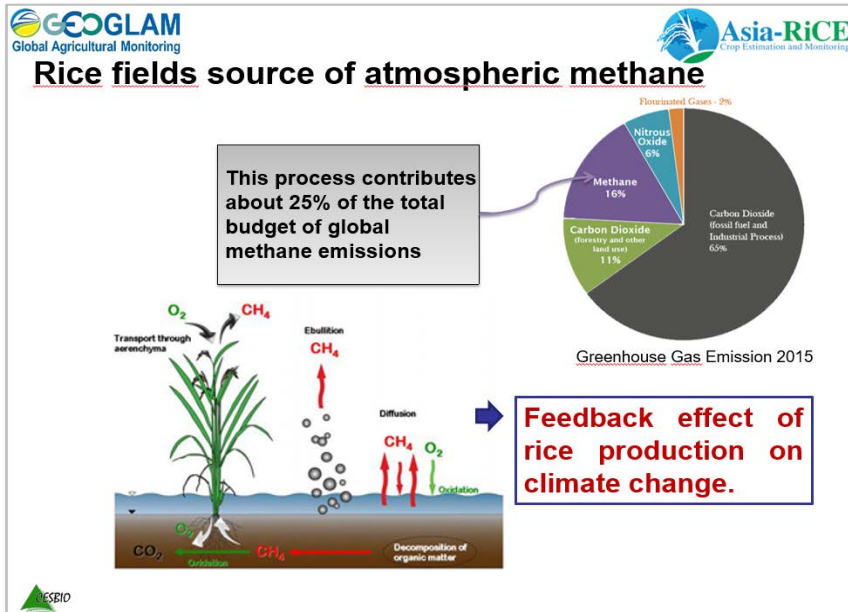 GEOGLAM
Global Agricultural Monitoring
Asia-RiCE
Crop Estimation and Monitoring
Rice fields source of atmospheric methane
This process contributes
about 25% of the total
budget of global
methane emissions
Flourinated Gases - 2%
Nitrous
Oxide
6%
Methane
16%
Carbon Dioxide
(forestry and other
land use)
11%
Carbon Dioxide
(fossil fuel and
Industrial Process)
65%
Greenhouse Gas Emission 2015
O2
CH4
Transport through
aerenchyma
Ebullition
CH4
Diffusion
CH4
O2
Oxidation
O2
CO2
Oxidation
CH4
Decomposition of
organic matter
Feedback effect of
rice production on
climate change.
CESBIO